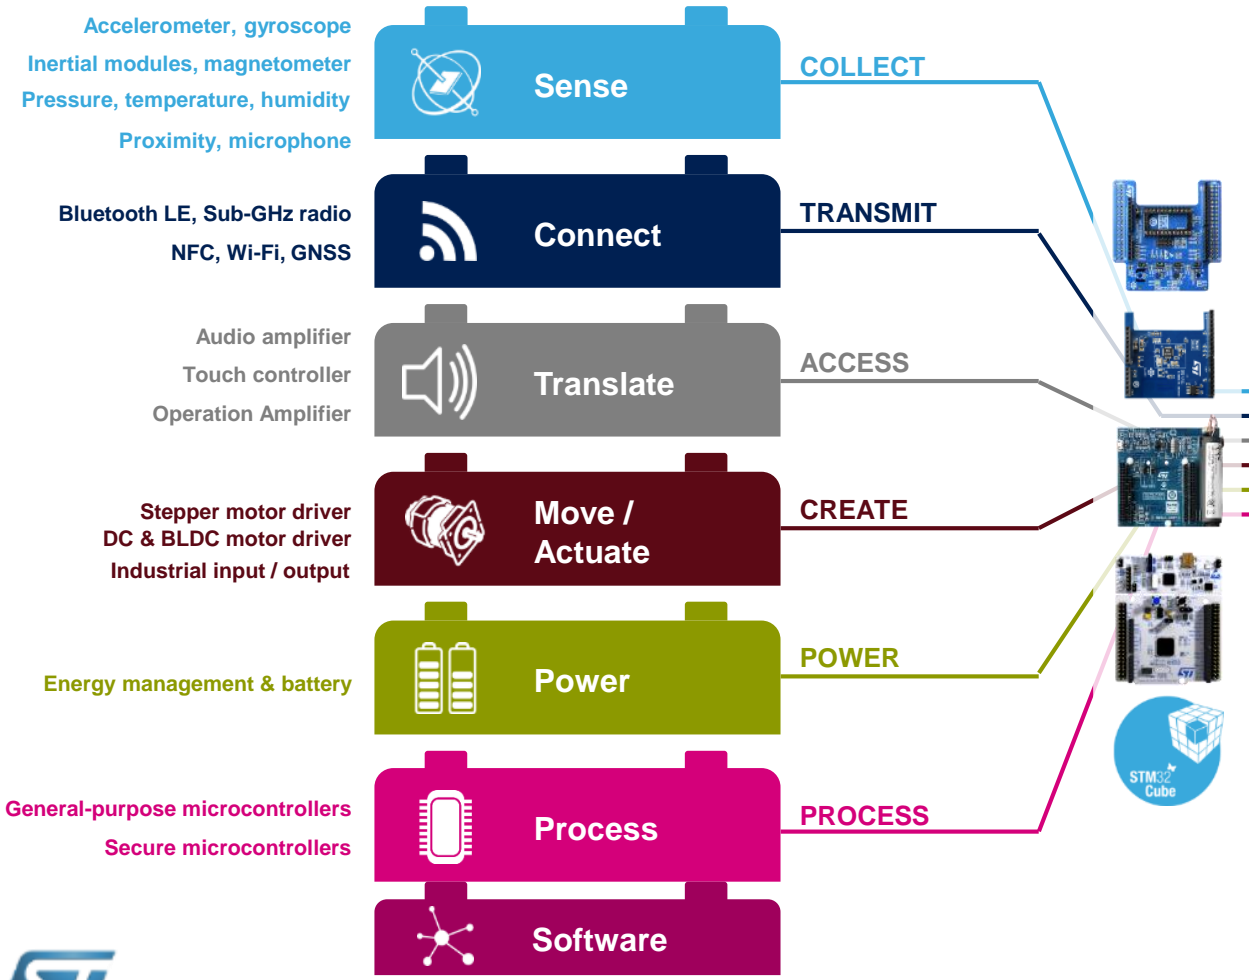 Accelerometer, gyroscope
Inertial modules, magnetometer
Pressure, temperature, humidity
Proximity, microphone
Sense
COLLECT
Bluetooth LE, Sub-GHz radio
NFC, Wi-Fi, GNSS
Connect
TRANSMIT
Audio amplifier
Touch controller
Operation Amplifier
Translate
ACCESS
Stepper motor driver
DC & BLDC motor driver
Industrial input / output
Move /
Actuate
CREATE
Energy management & battery
Power
POWER
General-purpose microcontrollers
Secure microcontrollers
Process
PROCESS
Software
STM32
Cube
ST